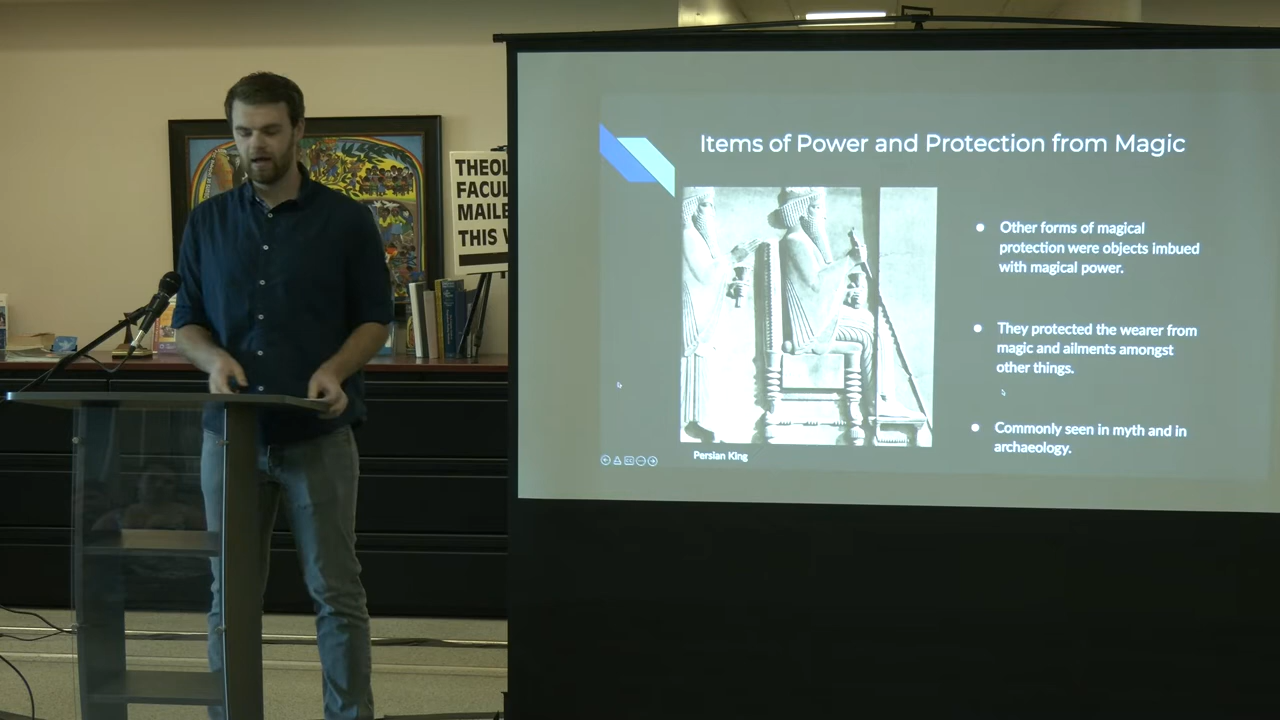 THEOL
FACUL
MAILE
THIS W
Items of Power and Protection from Magic
Other forms of magical
protection were objects imbued
with magical power.
They protected the wearer from
magic and ailments amongst
other things.
Commonly seen in myth and in
archaeology.
Persian King